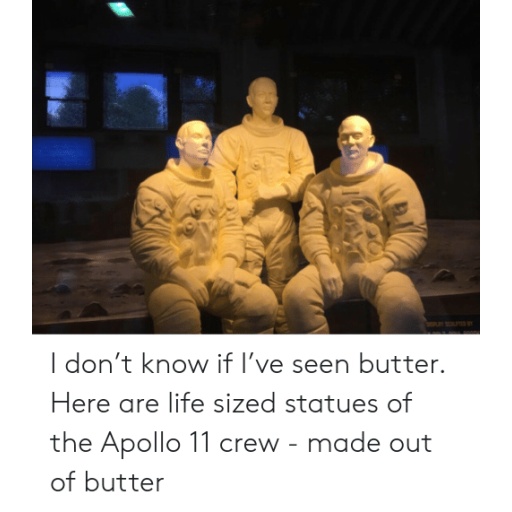 I don’t know if I’ve seen butter.
Here are life sized statues of
the Apollo 11 crew - made out
of butter